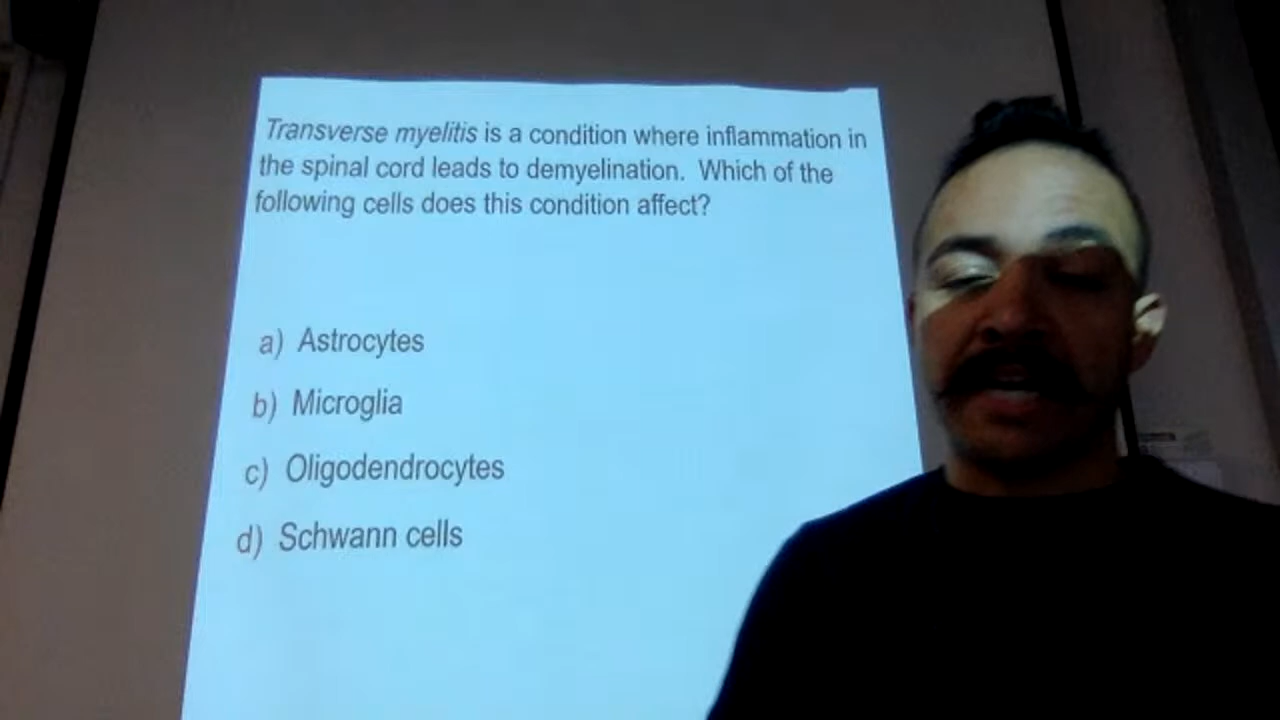 Transverse myelitis is a condition where inflammation in
the spinal cord leads to demyelination. Which of the
following cells does this condition affect?
a) Astrocytes
b) Microglia
c) Oligodendrocytes
d) Schwann cells